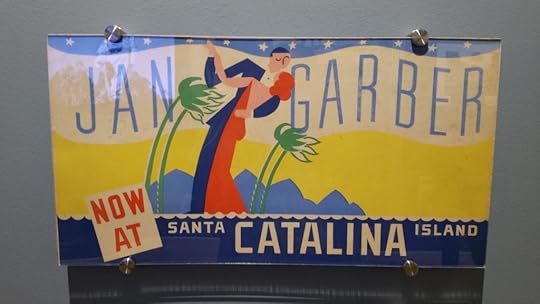 JAN GARBER
NOW
AT
SANTA CATALINA ISLAND